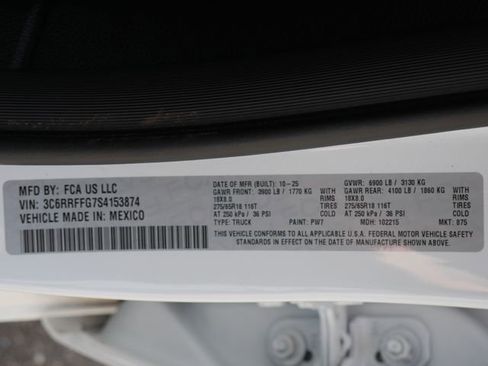 MFD BY: FCA US LLC
VIN: 3C6RRFFG7S4153874
VEHICLE MADE IN: MEXICO
DATE OF MFR (BUILT): 10-25
GAWR FRONT: 3900 LB / 1770 KG
18X8.0 RIMS
275/65R18 116T TIRES
AT 250 kPa / 36 PSI
TYPE: TRUCK PAINT: PW7
GVWR: 6900 LB / 3130 KG
GAWR REAR: 4100 LB / 1860 KG
18X8.0 RIMS
275/65R18 116T TIRES
AT 250 kPa / 36 PSI
MDH: 102215 MKT: 875
THIS VEHICLE CONFORMS TO ALL APPLICABLE U.S.A. FEDERAL MOTOR VEHICLE SAFETY
STANDARDS IN EFFECT ON THE DATE OF MANUFACTURE SHOWN ABOVE.